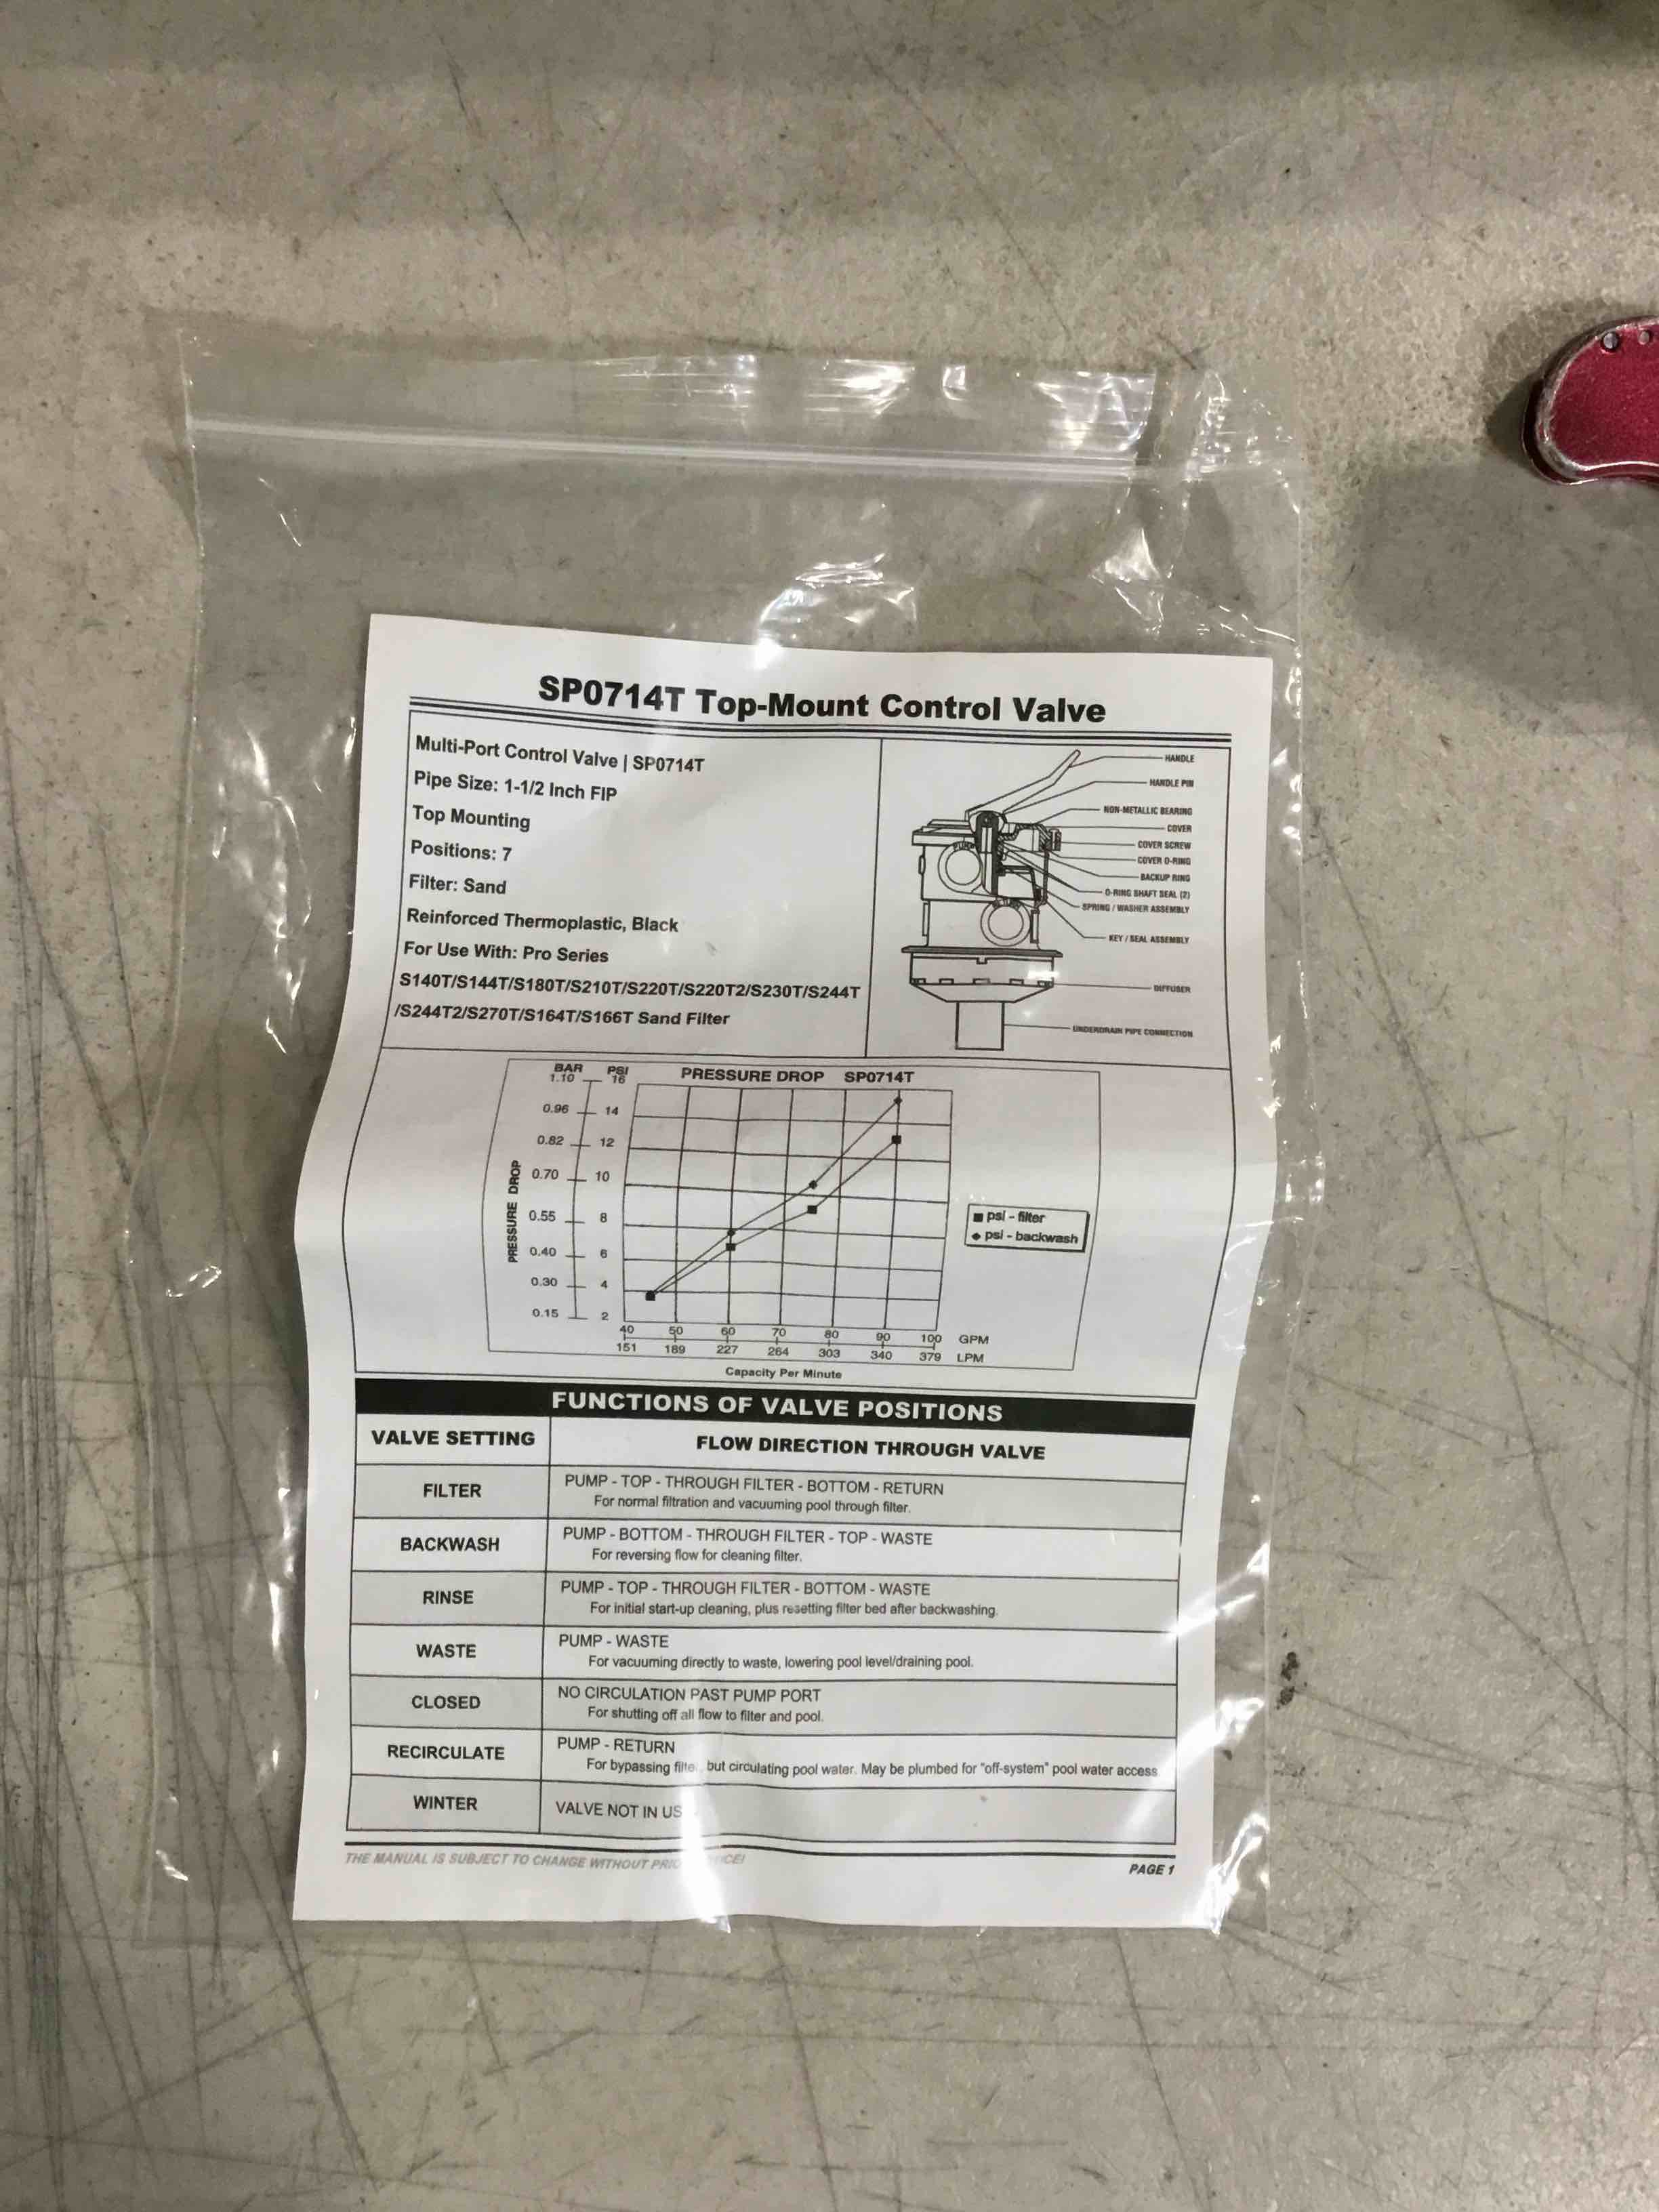 SP0714T Top-Mount Control Valve
Multi-Port Control Valve | SP0714T
Pipe Size: 1-1/2 Inch FIP
Top Mounting
Positions: 7
Filter: Sand
Reinforced Thermoplastic, Black
For Use With: Pro Series
S140T/S144T/S180T/S210T/S220T/S220T2/S230T/S244T
/S244T2/S270T/S164T/S166T Sand Filter
HANDLE
HANDLE PIN
NON-METALLIC BEARING
COVER
COVER SCREW
COVER O-RING
BACKUP RING
O-RING SHAFT SEAL (2)
SPRING / WASHER ASSEMBLY
KEY / SEAL ASSEMBLY
DIFFUSER
UNDERDRAIN PIPE CONNECTION
PUMP
BAR PSI PRESSURE DROP SP0714T
1.10 16
0.96 14
0.82 12
0.70 10
0.55 8
0.40 6
0.30 4
0.15 2
PRESSURE DROP
psi - filter
psi - backwash
40 50 60 70 80 90 100 GPM
151 189 227 264 303 340 379 LPM
Capacity Per Minute
FUNCTIONS OF VALVE POSITIONS
VALVE SETTING FLOW DIRECTION THROUGH VALVE
FILTER PUMP - TOP - THROUGH FILTER - BOTTOM - RETURN
For normal filtration and vacuuming pool through filter.
BACKWASH PUMP - BOTTOM - THROUGH FILTER - TOP - WASTE
For reversing flow for cleaning filter.
RINSE PUMP - TOP - THROUGH FILTER - BOTTOM - WASTE
For initial start-up cleaning, plus resetting filter bed after backwashing.
WASTE PUMP - WASTE
For vacuuming directly to waste, lowering pool level/draining pool.
CLOSED NO CIRCULATION PAST PUMP PORT
For shutting off all flow to filter and pool.
RECIRCULATE PUMP - RETURN
For bypassing but circulating pool water. May be plumbed for "off-system" pool water access.
WINTER VALVE NOT IN
THE MANUAL IS SUBJECT TO CHANGE WITHOUT
PAGE 1